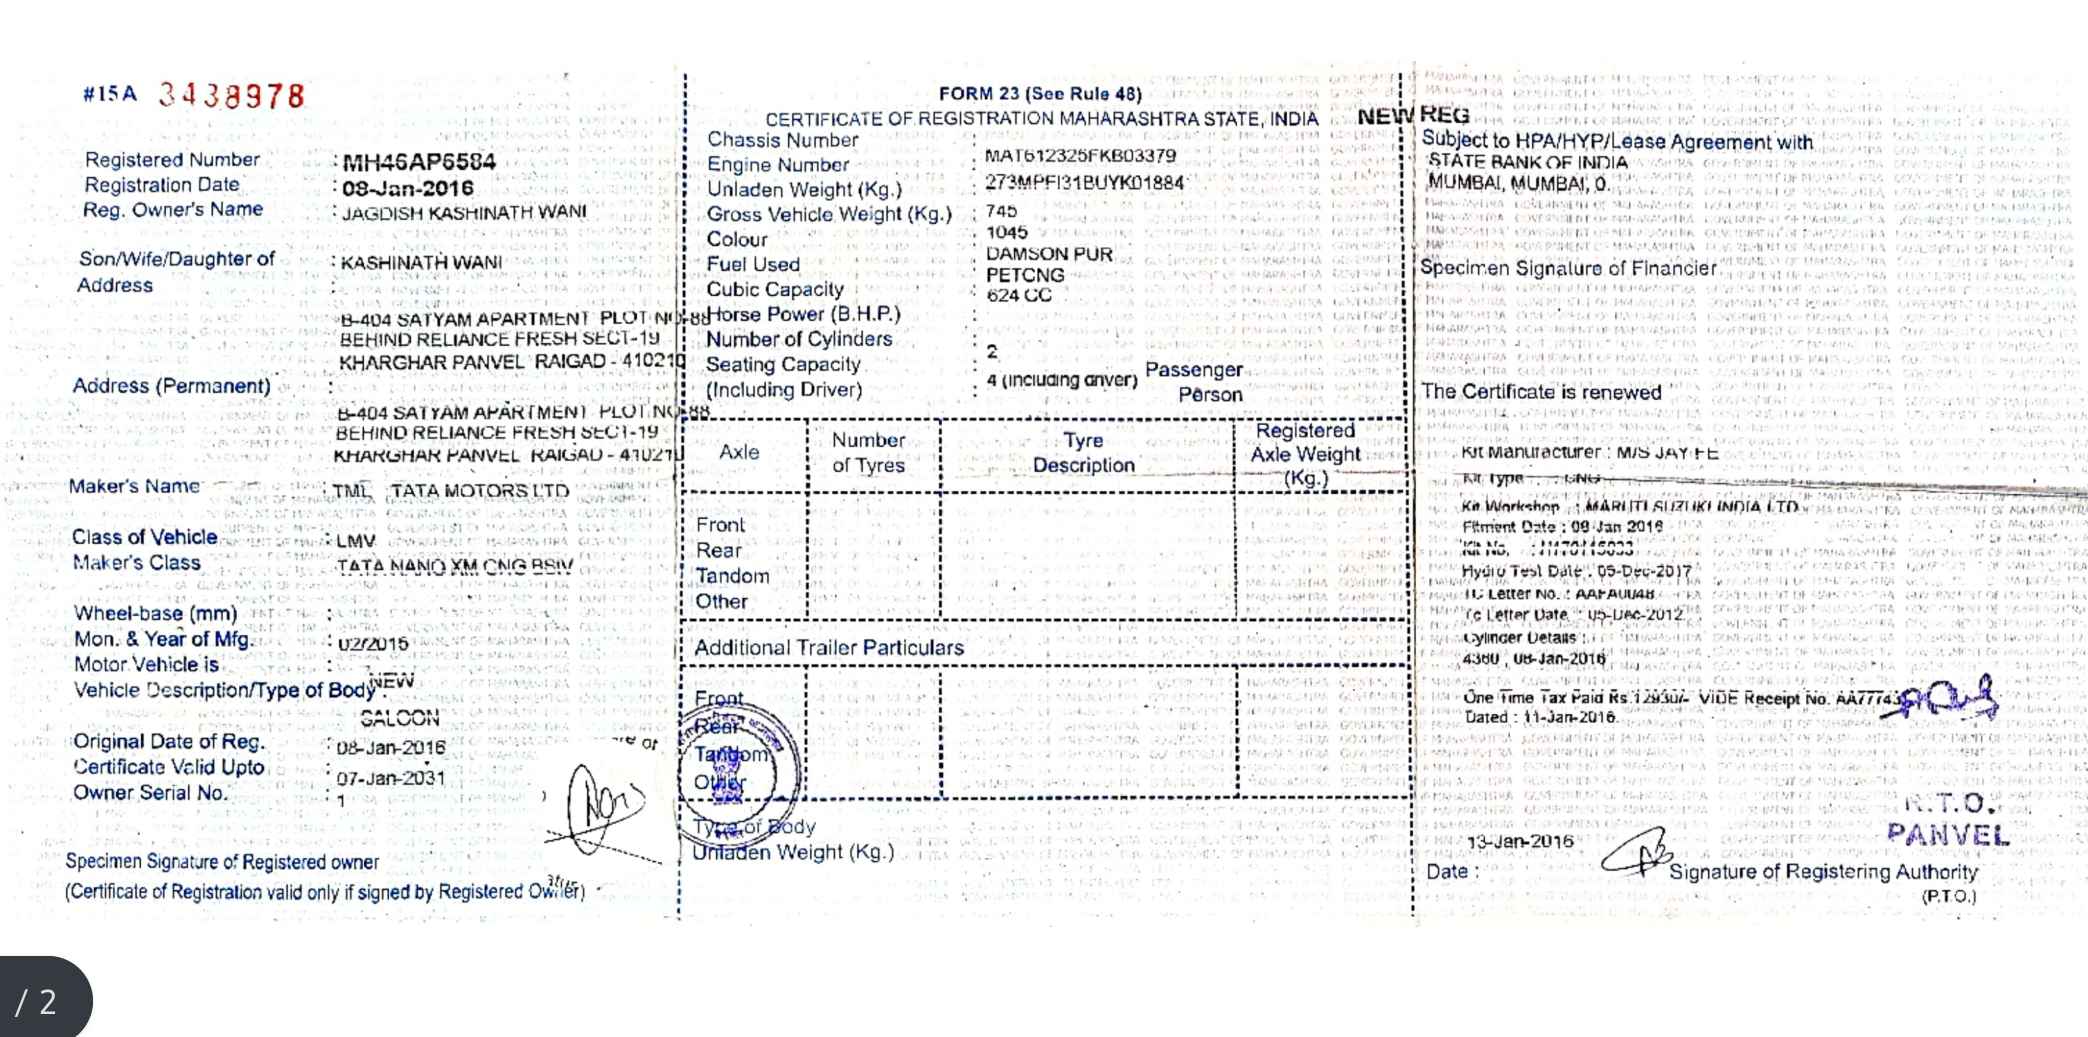 #15A 3438978
Registered Number : MH46AP6584
Registration Date : 08-Jan-2016
Reg. Owner's Name : JAGDISH KASHINATH WANI
Son/Wife/Daughter of : KASHINATH WANI
Address :
B-404 SATYAM APARTMENT PLOT NO-88
BEHIND RELIANCE FRESH SECT-19
KHARGHAR PANVEL RAIGAD - 410210
Address (Permanent) :
B-404 SATYAM APARTMENT PLOT NO-88
BEHIND RELIANCE FRESH SECT-19
KHARGHAR PANVEL RAIGAD - 410210
Maker's Name : TML TATA MOTORS LTD
Class of Vehicle : LMV
Maker's Class TATA NANO XM CNG BSIV
Wheel-base (mm) :
Mon. & Year of Mfg. : 02/2015
Motor Vehicle is :
NEW
Vehicle Description/Type of Body :
SALOON
Original Date of Reg. : 08-Jan-2016
Certificate Valid Upto : 07-Jan-2031
Owner Serial No. : 1
Specimen Signature of Registered owner
(Certificate of Registration valid only if signed by Registered Owner)
FORM 23 (See Rule 48)
CERTIFICATE OF REGISTRATION MAHARASHTRA STATE, INDIA NEW REG
Chassis Number :
MAT612325FKB03379
Engine Number :
273MPFI31BUYK01884
Unladen Weight (Kg.)
Gross Vehicle Weight (Kg.) : 745
Colour : 1045
DAMSON PUR
Fuel Used : PETCNG
Cubic Capacity : 624 CC
Horse Power (B.H.P.) :
Number of Cylinders :
2
Seating Capacity : Passenger
(Including Driver) : 4 (including driver) Person
Axle Number of Tyres Tyre Description Registered Axle Weight (Kg.)
Front
Rear
Tandom
Other
Additional Trailer Particulars
Front
Rear
Tandom
Other
Type of Body
Unladen Weight (Kg.)
Subject to HPA/HYP/Lease Agreement with
STATE BANK OF INDIA
MUMBAI, MUMBAI, 0
Specimen Signature of Financier
The Certificate is renewed
Kit Manufacturer : M/S JAY FE
Kit Type : CNG
Kit Workshop : MARUTI SUZUKI INDIA LTD
Fitment Date : 08-Jan-2016
Kit No. :
Hydro Test Date : 05-Dec-2017
TC Letter No. :
Tc Letter Date : 05-Dec-2012
Cylinder Details :
4380 , 08-Jan-2016
One Time Tax Paid Rs.12930/- VIDE Receipt No. AA77743
Dated : 11-Jan-2016
R.T.O.
PANVEL
13-Jan-2016
Date :
Signature of Registering Authority
(P.T.O.)
/ 2